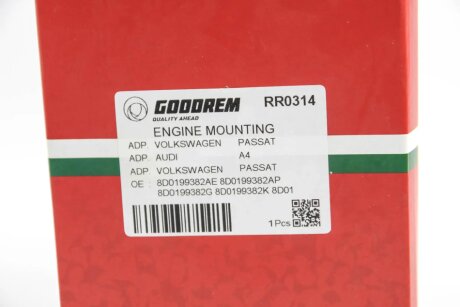 GOODREM RR0314
QUALITY AHEAD
ENGINE MOUNTING
ADP. VOLKSWAGEN PASSAT
ADP. AUDI A4
ADP. VOLKSWAGEN PASSAT
OE : 8D0199382AE 8D0199382AP
8D0199382G 8D0199382K 8D01
1Pcs